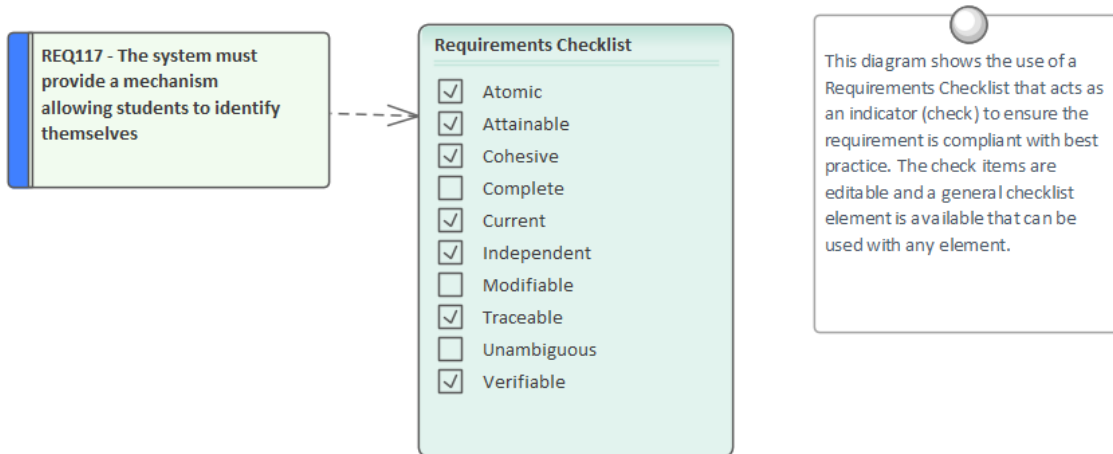 REQ117 - The system must
provide a mechanism
allowing students to identify
themselves
Requirements Checklist
Atomic
Attainable
Cohesive
Complete
Current
Independent
Modifiable
Traceable
Unambiguous
Verifiable
This diagram shows the use of a
Requirements Checklist that acts as
an indicator (check) to ensure the
requirement is compliant with best
practice. The check items are
editable and a general checklist
element is available that can be
used with any element.